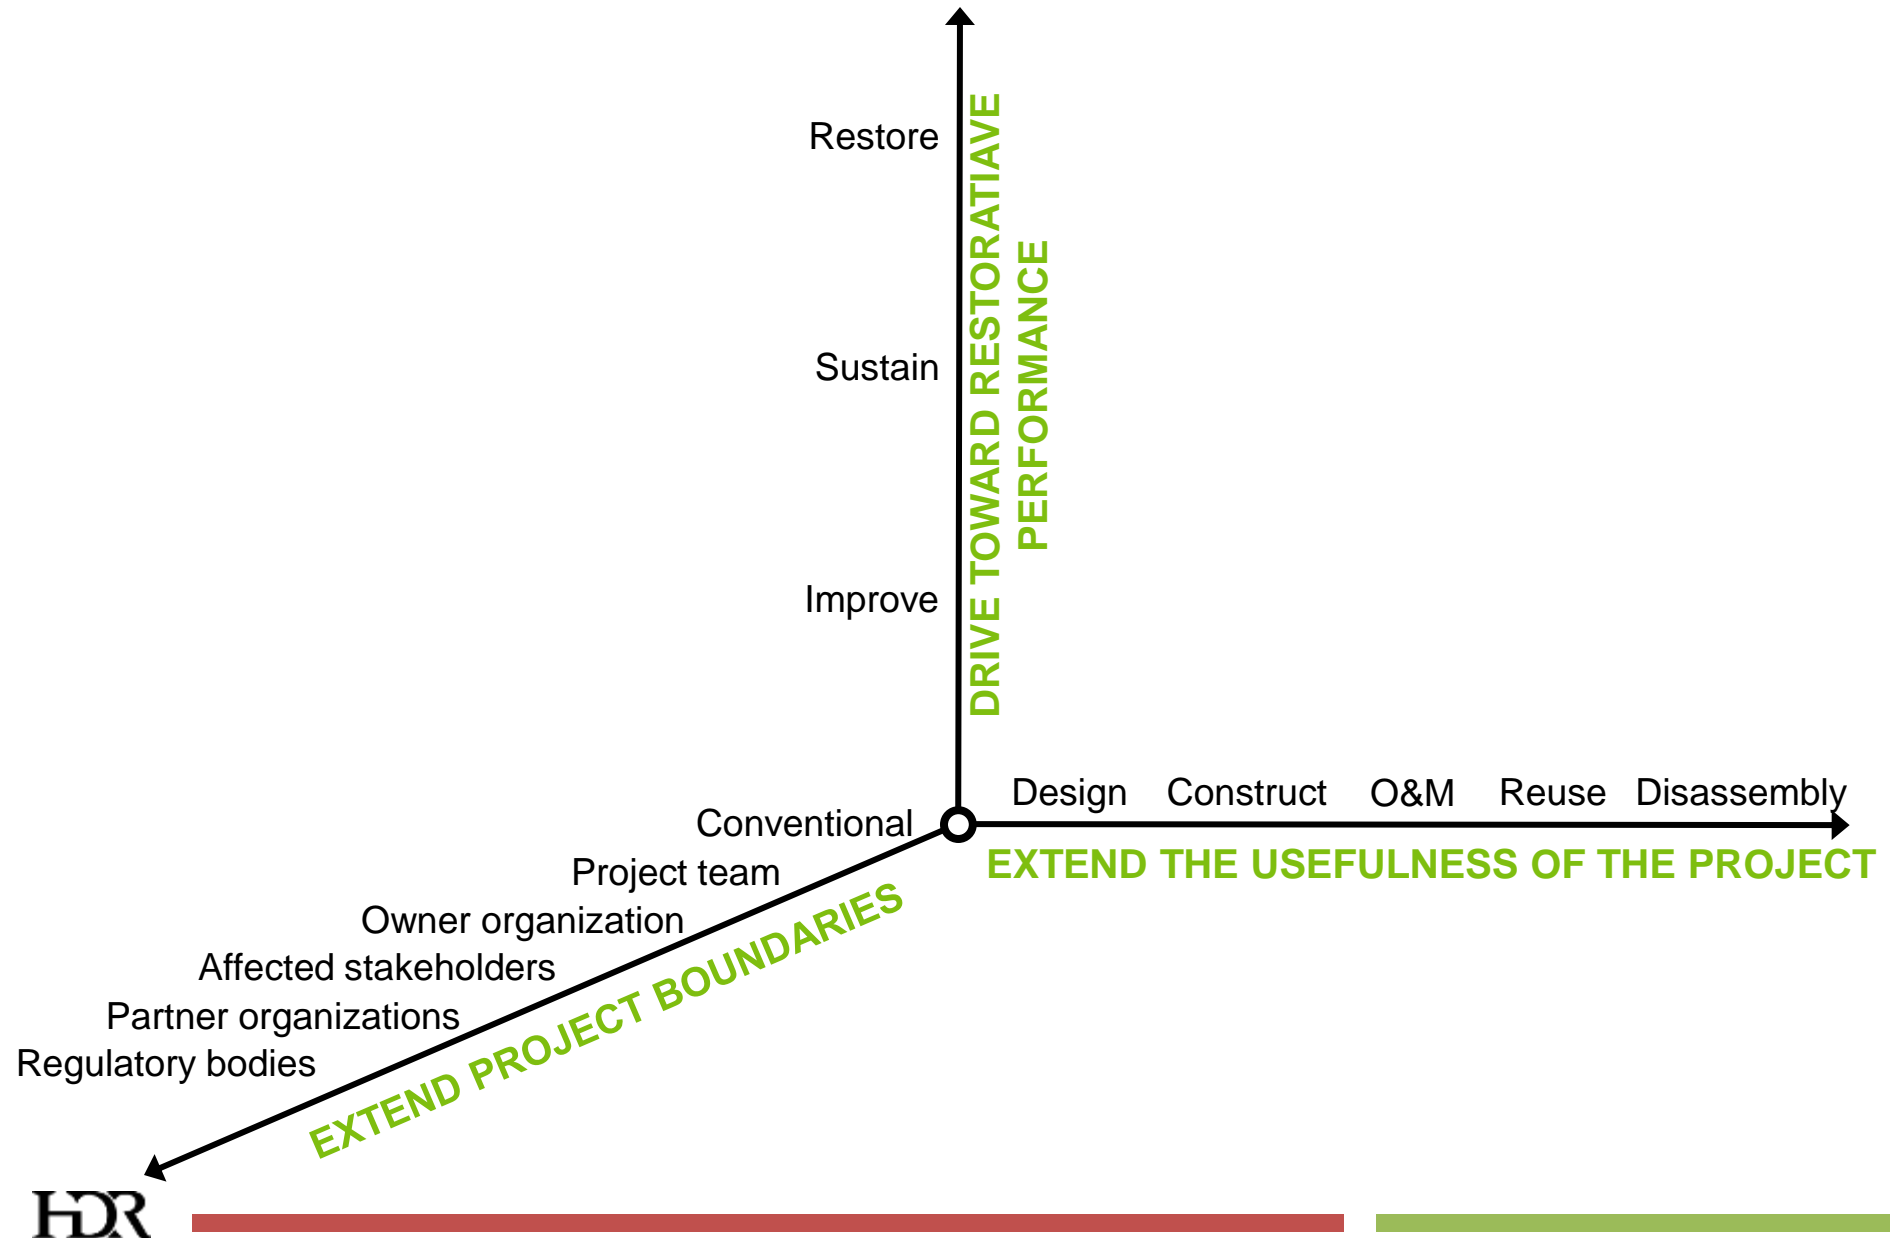 Restore
Sustain
Improve
DRIVE TOWARD RESTORATIAVE
PERFORMANCE
Conventional
Design Construct O&M Reuse Disassembly
EXTEND THE USEFULNESS OF THE PROJECT
Project team
Owner organization
Affected stakeholders
Partner organizations
Regulatory bodies
EXTEND PROJECT BOUNDARIES
HDR